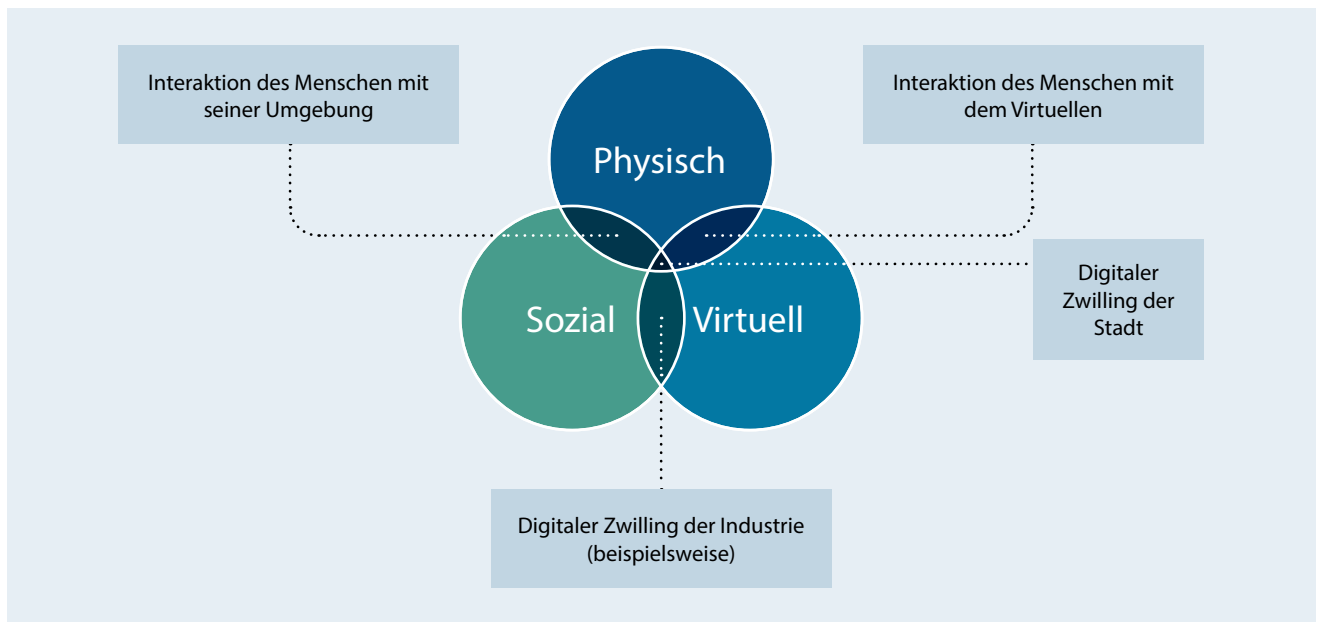 Interaktion des Menschen mit
seiner Umgebung
Interaktion des Menschen mit
dem Virtuellen
Physisch
Digitaler
Zwilling der
Stadt
Sozial
Virtuell
Digitaler Zwilling der Industrie
(beispielsweise)